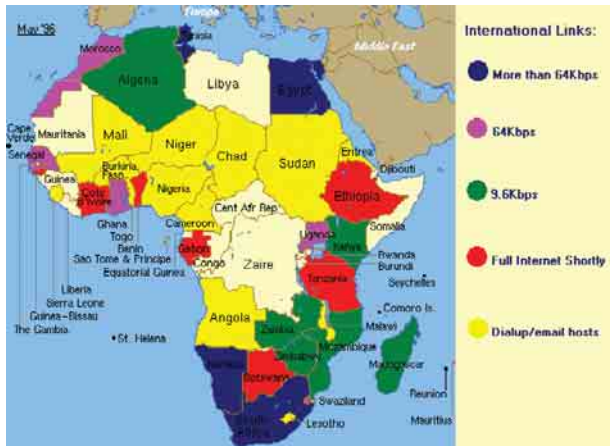 May '96
Europe
Middle East
Tunisia
Morocco
Algeria
Libya
Egypt
Cape
Verde
Mauritania
Mali
Niger
Chad
Sudan
Eritrea
Djibouti
Senegal
Guinea
Burkina
Faso
Cote
D'Ivoire
Nigeria
Ethiopia
Cent Afr Rep
Cameroon
Somalia
Ghana
Togo
Benin
Sao Tome & Principe
Equatorial Guinea
Gabon
Congo
Zaire
Uganda
Kenya
Rwanda
Burundi
Liberia
Sierra Leone
Guinea-Bissau
The Gambia
Tanzania
Seychelles
Comoro Is.
Angola
St. Helena
Zambia
Malawi
Mozambique
Zimbabwe
Madagascar
Namibia
Botswana
Swaziland
Lesotho
South
Africa
Reunion
Mauritius
International Links:
More than 64Kbps
64Kbps
9.6Kbps
Full Internet Shortly
Dialup/email hosts